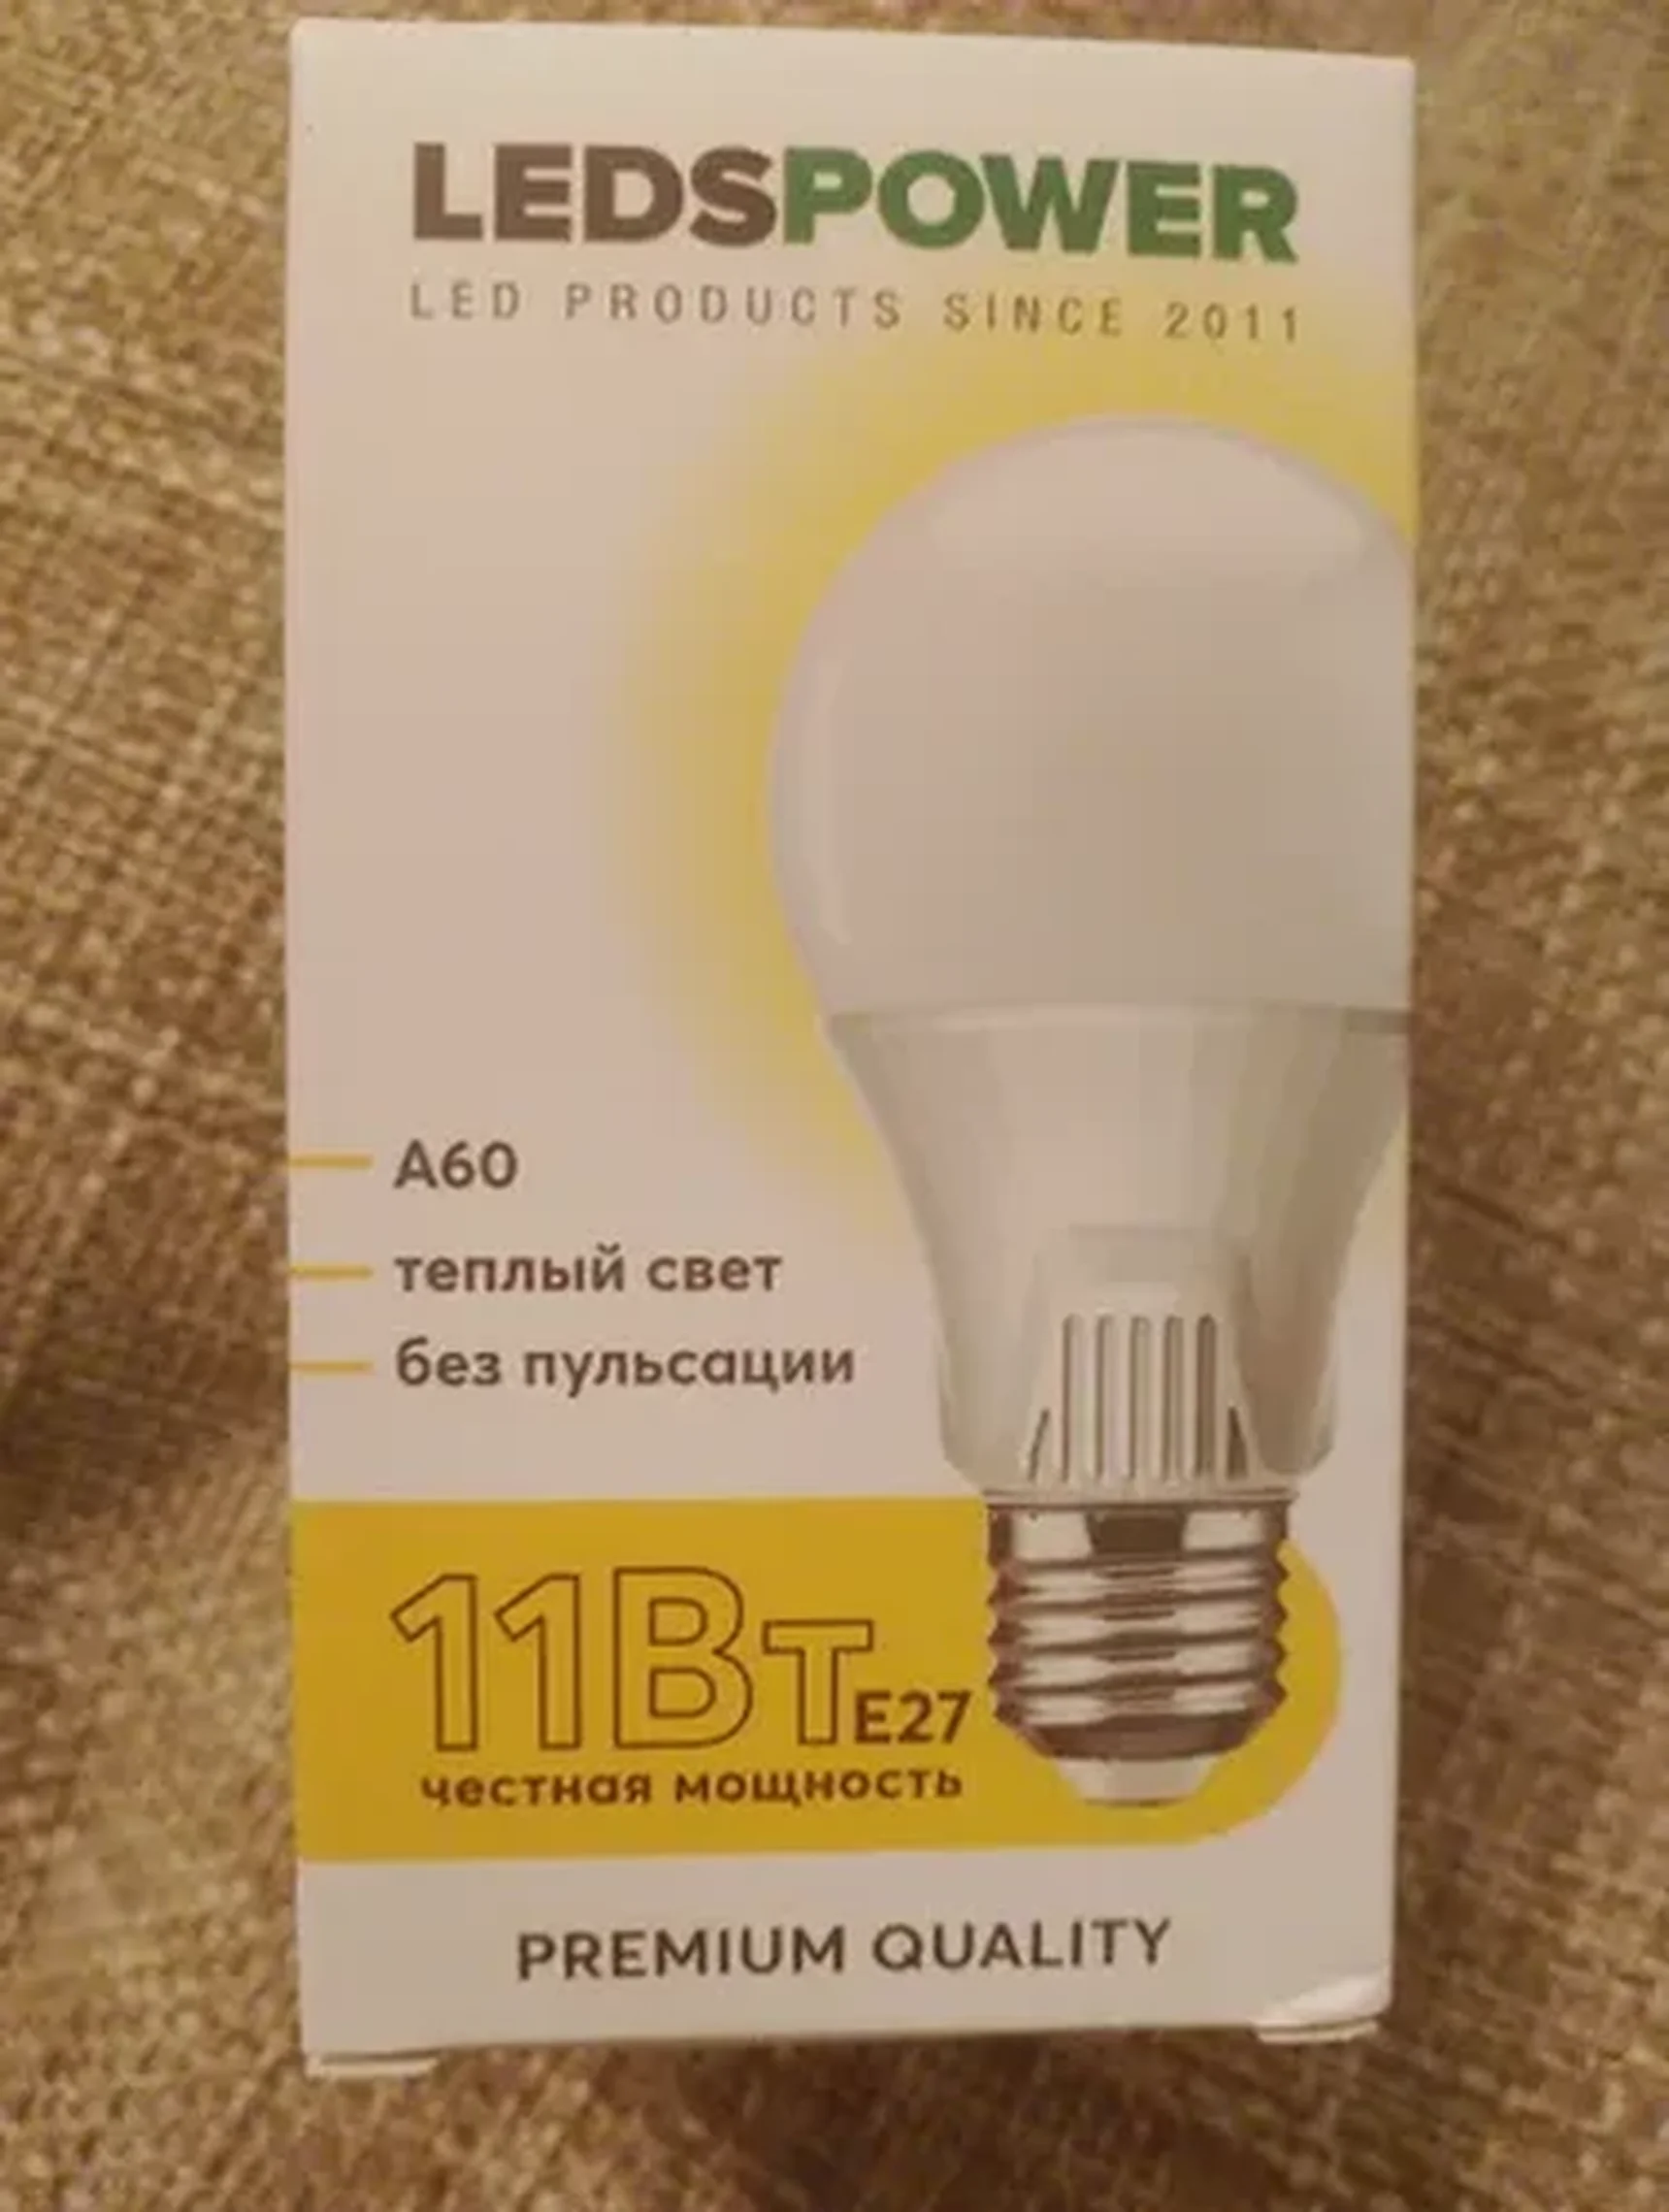 LEDSPOWER
LED PRODUCTS SINCE 2011
A60
теплый свет
без пульсации
11Вт E27
честная мощность
PREMIUM QUALITY